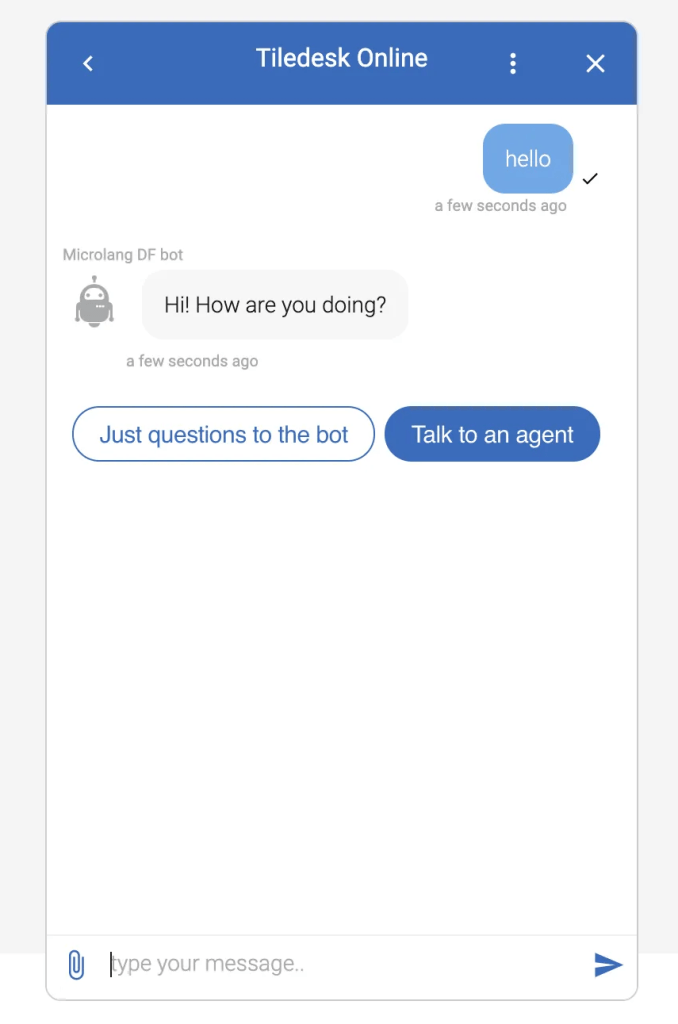 Tiledesk Online
hello
a few seconds ago
Microlang DF bot
Hi! How are you doing?
a few seconds ago
Just questions to the bot
Talk to an agent
type your message..